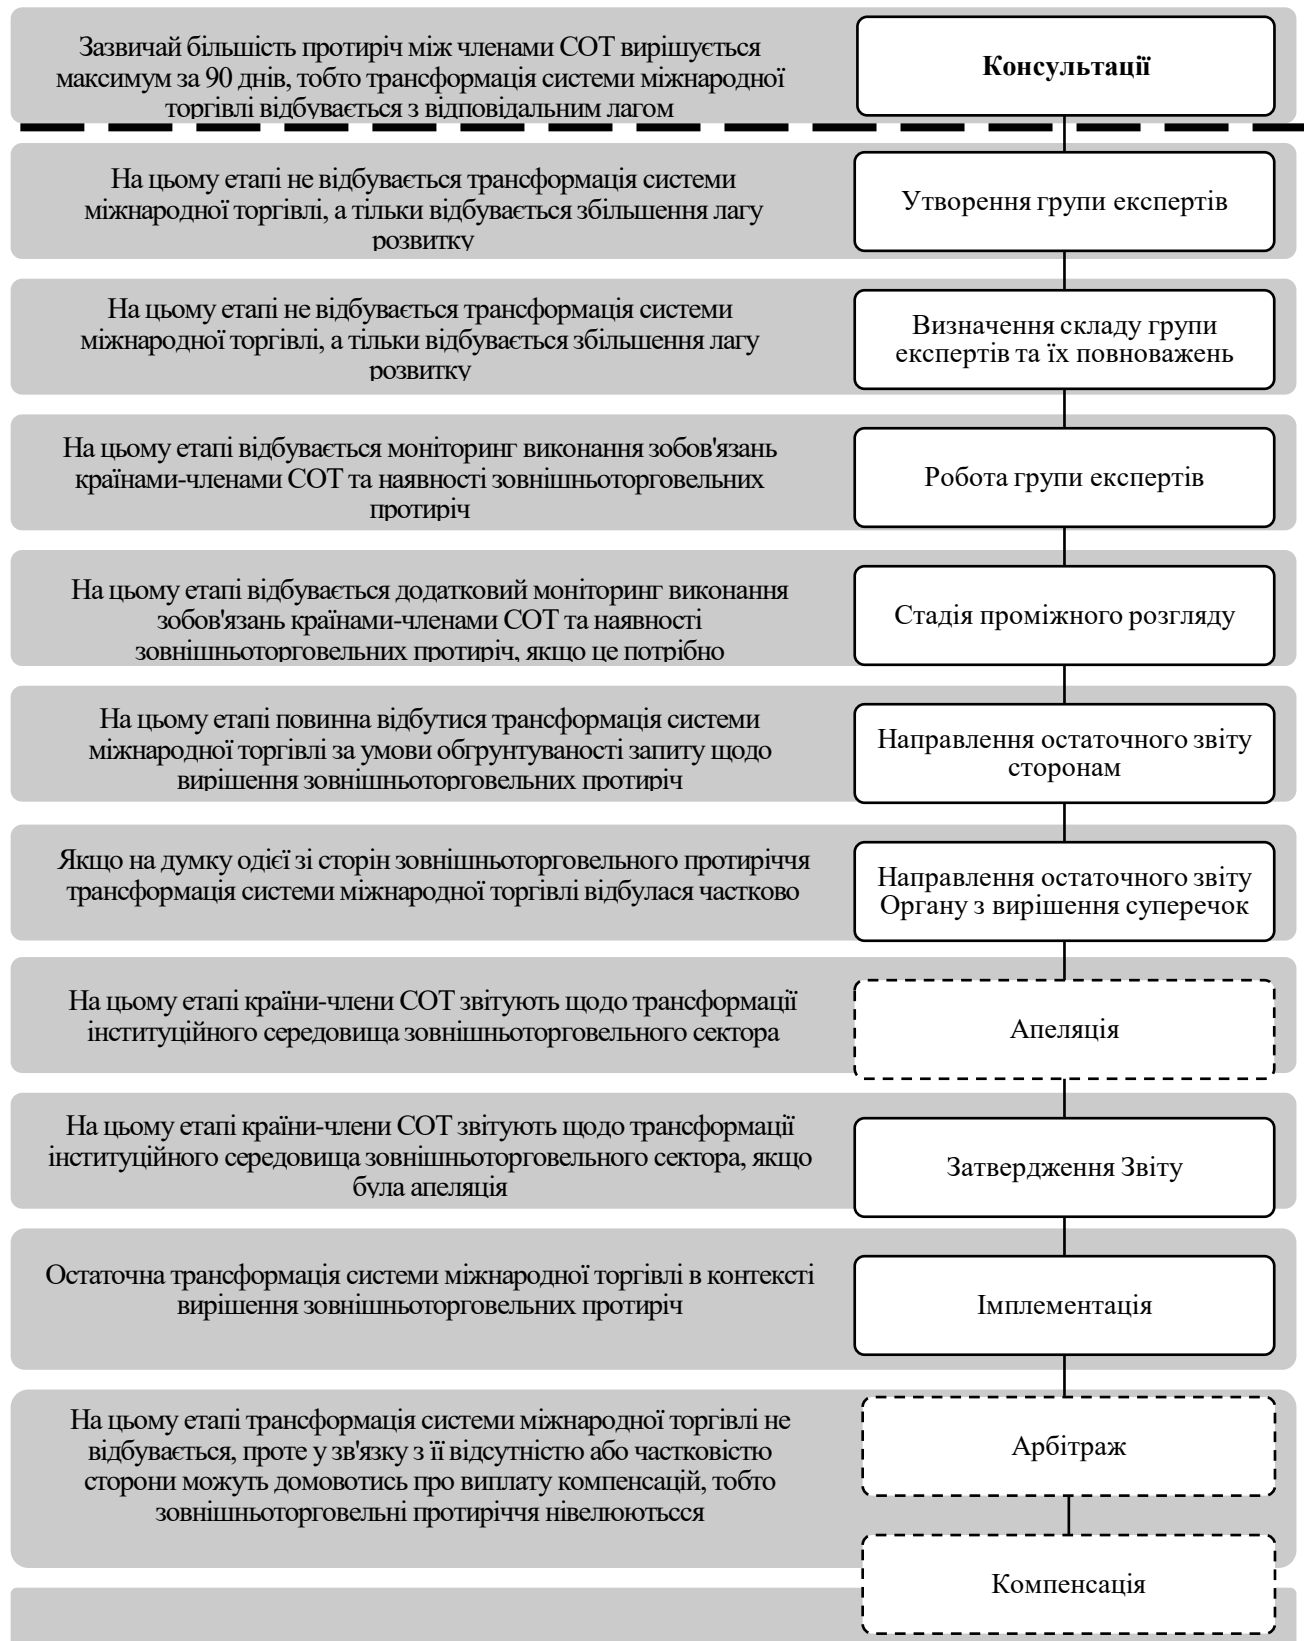 Зазвичай більшість протиріч між членами СОТ вирішується
максимум за 90 днів, тобто трансформація системи міжнародної
торгівлі відбувається з відповідальним лагом
Консультації
На цьому етапі не відбувається трансформація системи
міжнародної торгівлі, а тільки відбувається збільшення лагу
розвитку
Утворення групи експертів
На цьому етапі не відбувається трансформація системи
міжнародної торгівлі, а тільки відбувається збільшення лагу
розвитку
Визначення складу групи
експертів та їх повноважень
На цьому етапі відбувається моніторинг виконання зобов'язань
країнами-членами СОТ та наявності зовнішньоторговельних
протиріч
Робота групи експертів
На цьому етапі відбувається додатковий моніторинг виконання
зобов'язань країнами-членами СОТ та наявності
зовнішньоторговельних протиріч, якщо це потрібно
Стадія проміжного розгляду
На цьому етапі повинна відбутися трансформація системи
міжнародної торгівлі за умови обгрунтуваності запиту щодо
вирішення зовнішньоторговельних протиріч
Направлення остаточного звіту
сторонам
Якщо на думку одієї зі сторін зовнішньоторговельного протиріччя
трансформація системи міжнародної торгівлі відбулася частково
Направлення остаточного звіту
Органу з вирішення суперечок
На цьому етапі країни-члени СОТ звітують щодо трансформації
інституційного середовища зовнішньоторговельного сектора
Апеляція
На цьому етапі країни-члени СОТ звітують щодо трансформації
інституційного середовища зовнішньоторговельного сектора, якщо
була апеляція
Затвердження Звіту
Остаточна трансформація системи міжнародної торгівлі в контексті
вирішення зовнішньоторговельних протиріч
Імплементація
На цьому етапі трансформація системи міжнародної торгівлі не
відбувається, проте у зв'язку з її відсутністю або частковістю
сторони можуть домовотись про виплату компенсацій, тобто
зовнішньоторговельні протиріччя нівелюютьсся
Арбітраж
Компенсація